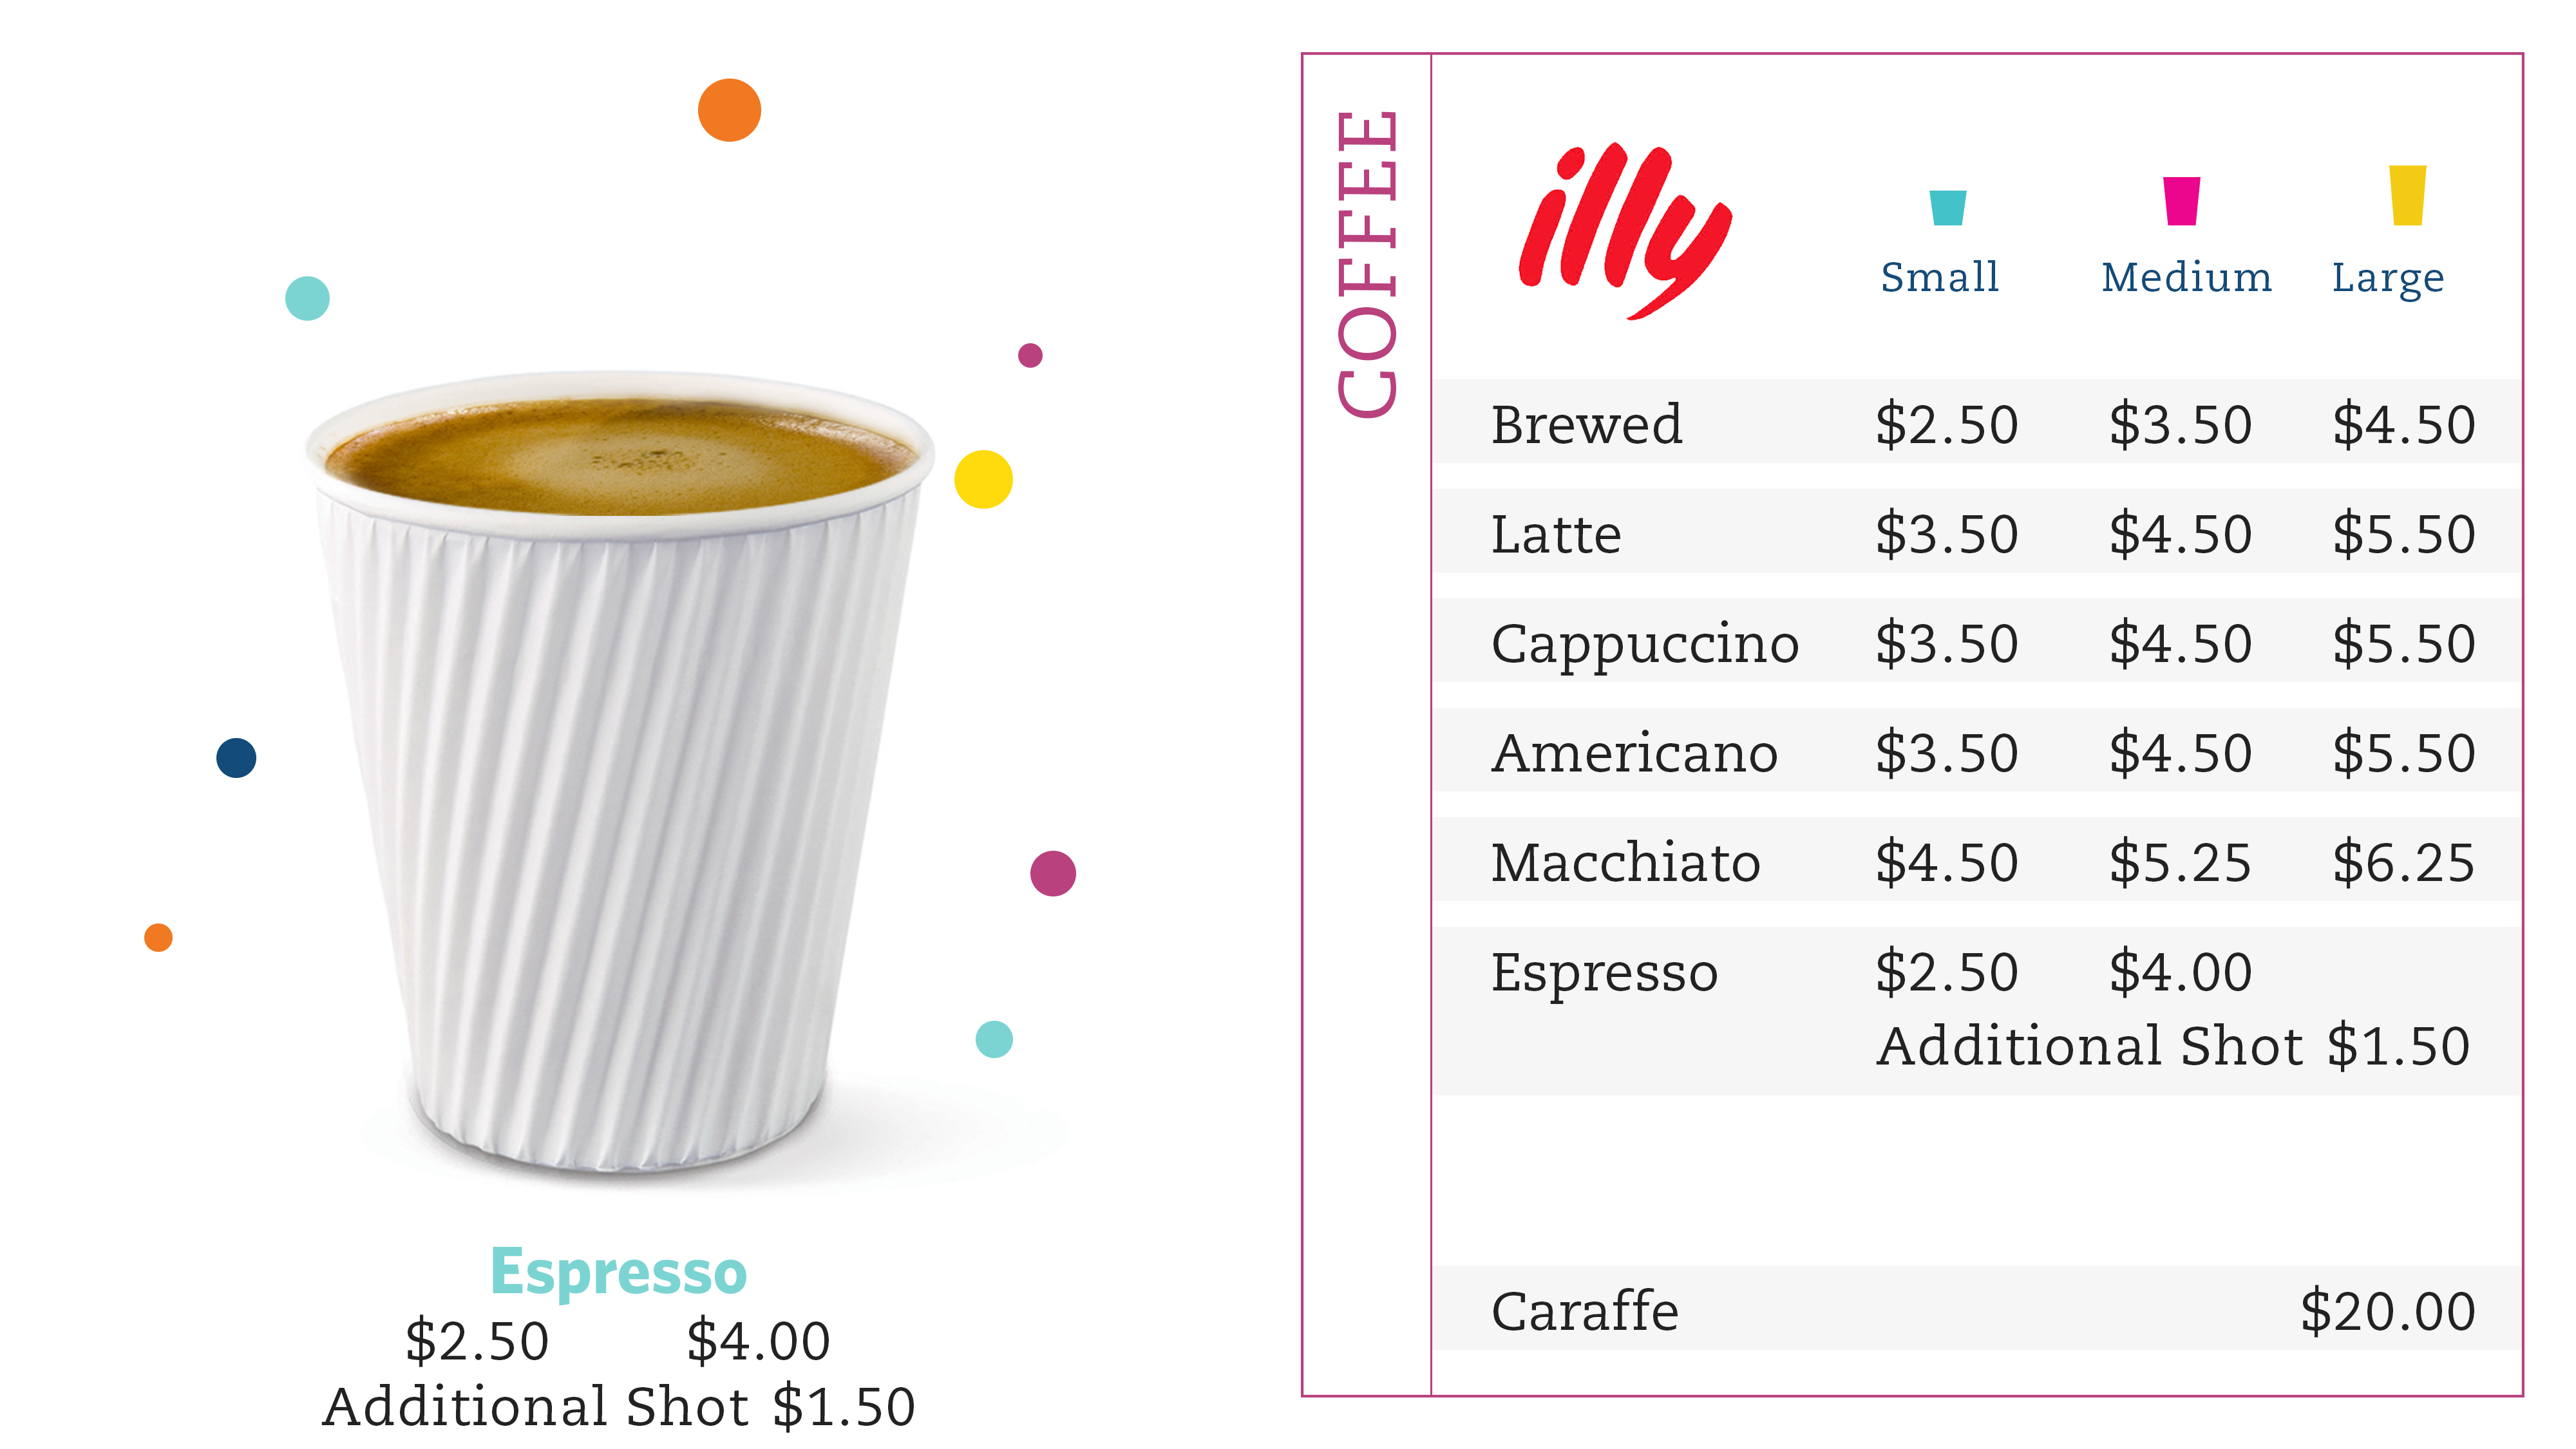 Espresso
$2.50 $4.00
Additional Shot $1.50
COFFEE
illy
Small Medium Large
Brewed $2.50 $3.50 $4.50
Latte $3.50 $4.50 $5.50
Cappuccino $3.50 $4.50 $5.50
Americano $3.50 $4.50 $5.50
Macchiato $4.50 $5.25 $6.25
Espresso $2.50 $4.00
Additional Shot $1.50
Caraffe $20.00